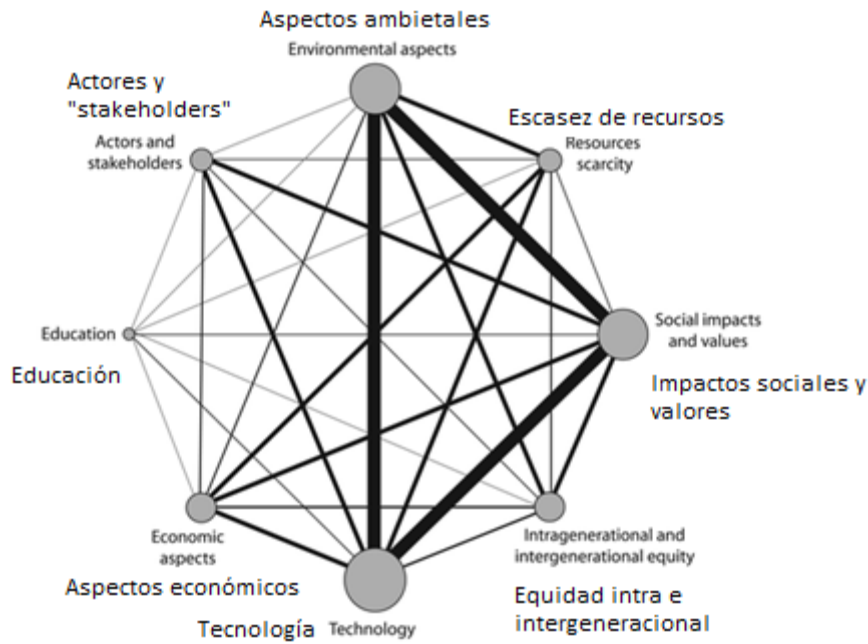 Aspectos ambietales
Environmental aspects
Actores y
"stakeholders"
Actors and
stakeholders
Escasez de recursos
Resources
scarcity
Education
Educación
Social impacts
and values
Impactos sociales y
valores
Economic
aspects
Aspectos económicos
Intragenerational and
intergenerational equity
Equidad intra e
intergeneracional
Tecnología Technology